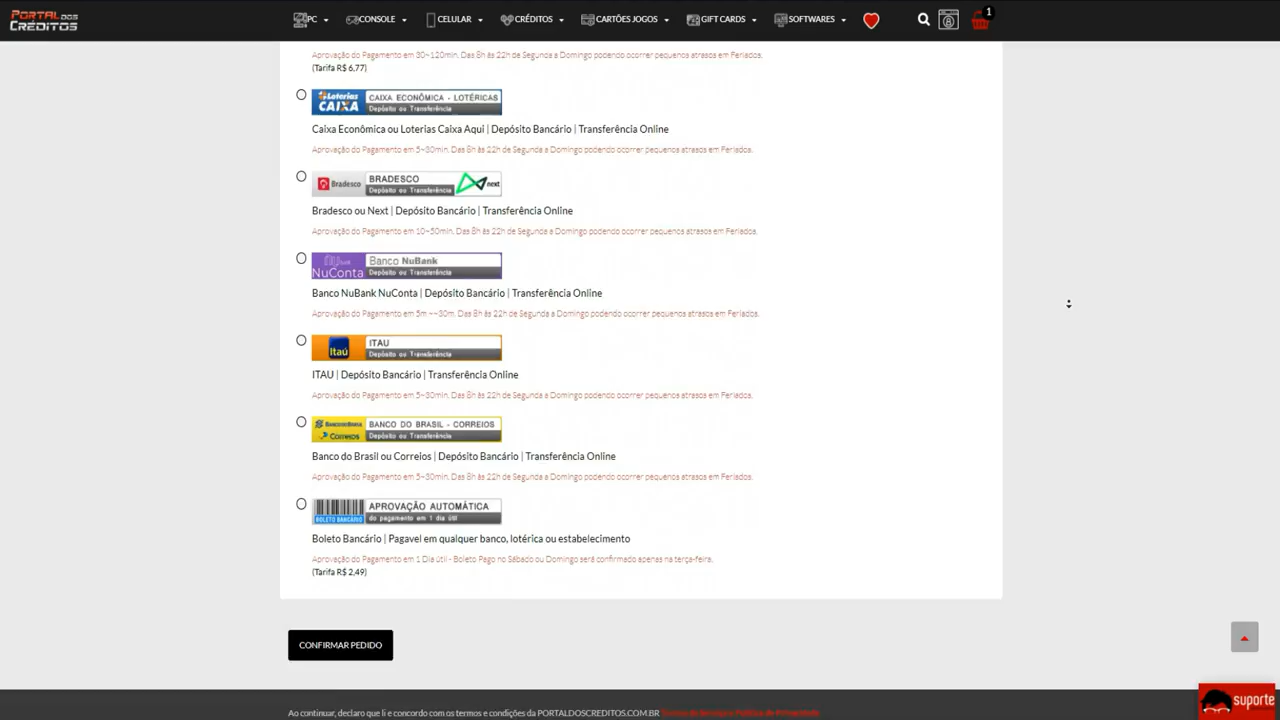 PORTAL DOS CRÉDITOS
PC
CONSOLE
CELULAR
CRÉDITOS
CARTÕES JOGOS
GIFT CARDS
SOFTWARES
1
Aprovação do Pagamento em 30~120min. Das 8h às 22h de Segunda a Domingo podendo ocorrer pequenos atrasos em Feriados.
(Tarifa R$ 6,77)
Loterias CAIXA
CAIXA ECONÔMICA - LOTÉRICAS
Depósito ou Transferência
Caixa Econômica ou Loterias Caixa Aqui | Depósito Bancário | Transferência Online
Aprovação do Pagamento em 5~30min. Das 8h às 22h de Segunda a Domingo podendo ocorrer pequenos atrasos em Feriados.
Bradesco
BRADESCO
Depósito ou Transferência
next
Bradesco ou Next | Depósito Bancário | Transferência Online
Aprovação do Pagamento em 10~50min. Das 8h às 22h de Segunda a Domingo podendo ocorrer pequenos atrasos em Feriados.
NuConta
Banco NuBank
Depósito ou Transferência
Banco NuBank NuConta | Depósito Bancário | Transferência Online
Aprovação do Pagamento em 5m ~~30m. Das 8h às 22h de Segunda a Domingo podendo ocorrer pequenos atrasos em Feriados.
Itaú
ITAU
Depósito ou Transferência
ITAU | Depósito Bancário | Transferência Online
Aprovação do Pagamento em 5~30min. Das 8h às 22h de Segunda a Domingo podendo ocorrer pequenos atrasos em Feriados.
BANCO DO BRASIL
Correios
BANCO DO BRASIL - CORREIOS
Depósito ou Transferência
Banco do Brasil ou Correios | Depósito Bancário | Transferência Online
Aprovação do Pagamento em 5~30min. Das 8h às 22h de Segunda a Domingo podendo ocorrer pequenos atrasos em Feriados.
BOLETO BANCÁRIO
APROVAÇÃO AUTOMÁTICA
do pagamento em 1 dia útil
Boleto Bancário | Pagavel em qualquer banco, lotérica ou estabelecimento
Aprovação do Pagamento em 1 Dia útil - Boleto Pago no Sábado ou Domingo será confirmado apenas na terça-feira.
(Tarifa R$ 2,49)
CONFIRMAR PEDIDO
suporte
Ao continuar, declaro que li e concordo com os termos e condições da PORTALDOSCREDITOS.COM.BR Termos de Serviço e Política de Privacidade